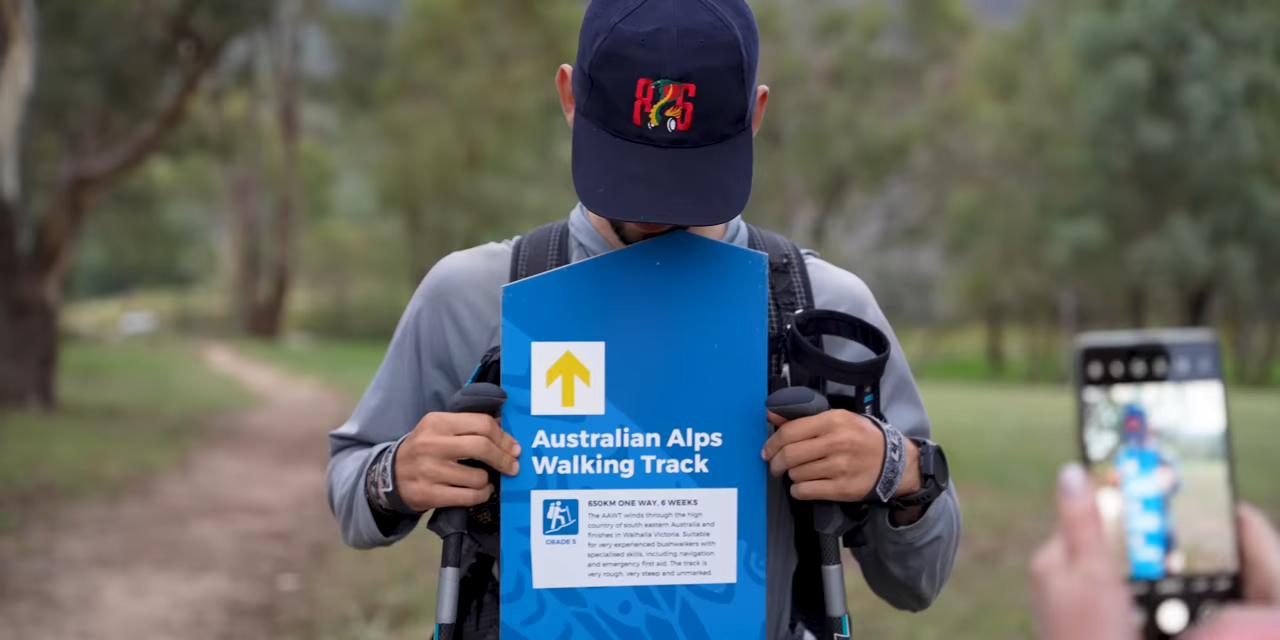 886
Australian Alps
Walking Track
650KM ONE WAY, 6 WEEKS
The AAWT winds through the high
country of south eastern Australia and
finishes in Walhalla Victoria. Suitable
for very experienced bushwalkers with
specialised skills, including navigation
and emergency first aid. The track is
very rough, very steep and unmarked.
GRADE 5